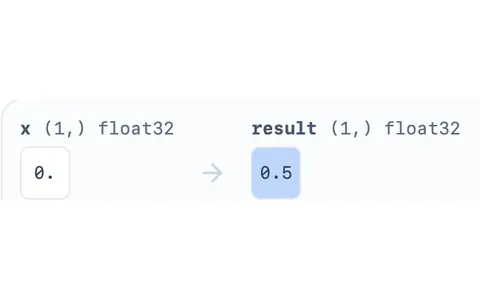 x (1,) float32 result (1,) float32
0. → 0.5